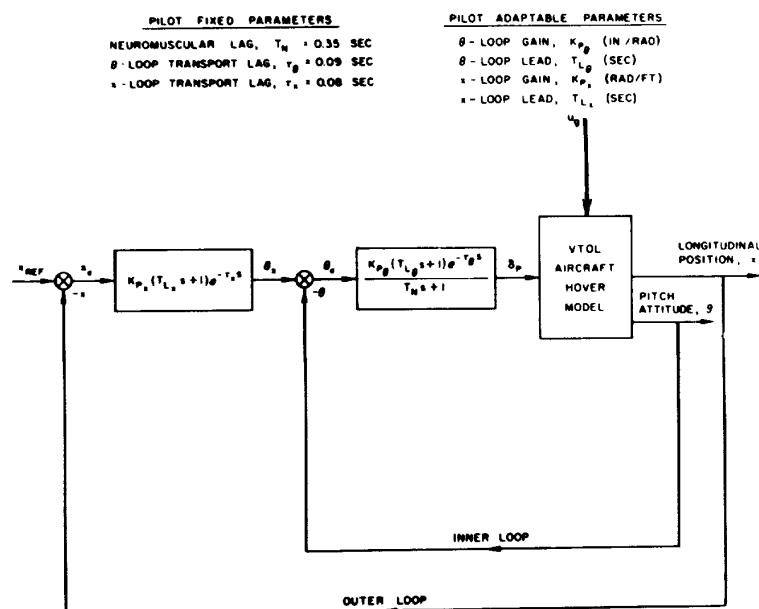 PILOT FIXED PARAMETERS
NEUROMUSCULAR LAG, T_N = 0.35 SEC
θ-LOOP TRANSPORT LAG, τ_θ = 0.09 SEC
x-LOOP TRANSPORT LAG, τ_x = 0.08 SEC
PILOT ADAPTABLE PARAMETERS
θ-LOOP GAIN, K_Pθ (IN/RAD)
θ-LOOP LEAD, T_Lθ (SEC)
x-LOOP GAIN, K_Px (RAD/FT)
x-LOOP LEAD, T_Lx (SEC)
u_g
x_REF
x_e
-x
K_Px (T_Lx s+1) e^-τ_x s
θ_x
θ_e
-θ
K_Pθ (T_Lθ s+1) e^-τ_θ s
T_N s+1
δ_P
VTOL
AIRCRAFT
HOVER
MODEL
LONGITUDINAL
POSITION, x
PITCH
ATTITUDE, θ
INNER LOOP
OUTER LOOP